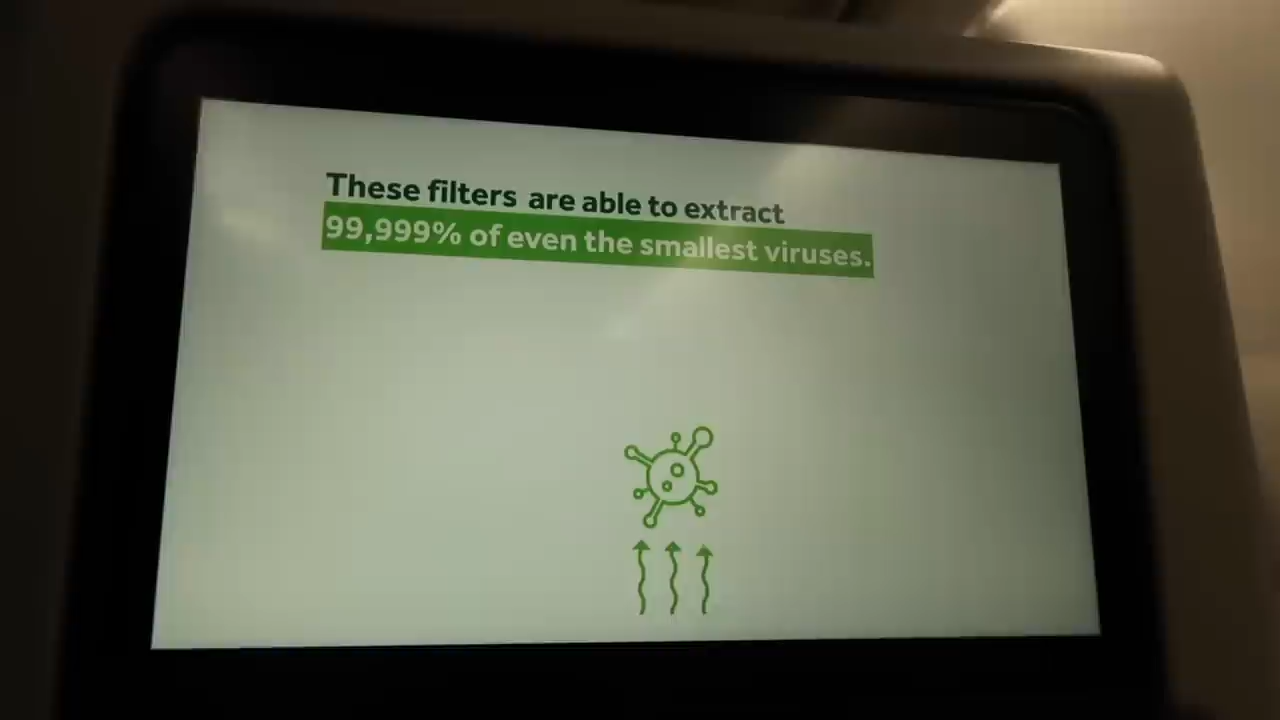 These filters are able to extract
99,999% of even the smallest viruses.